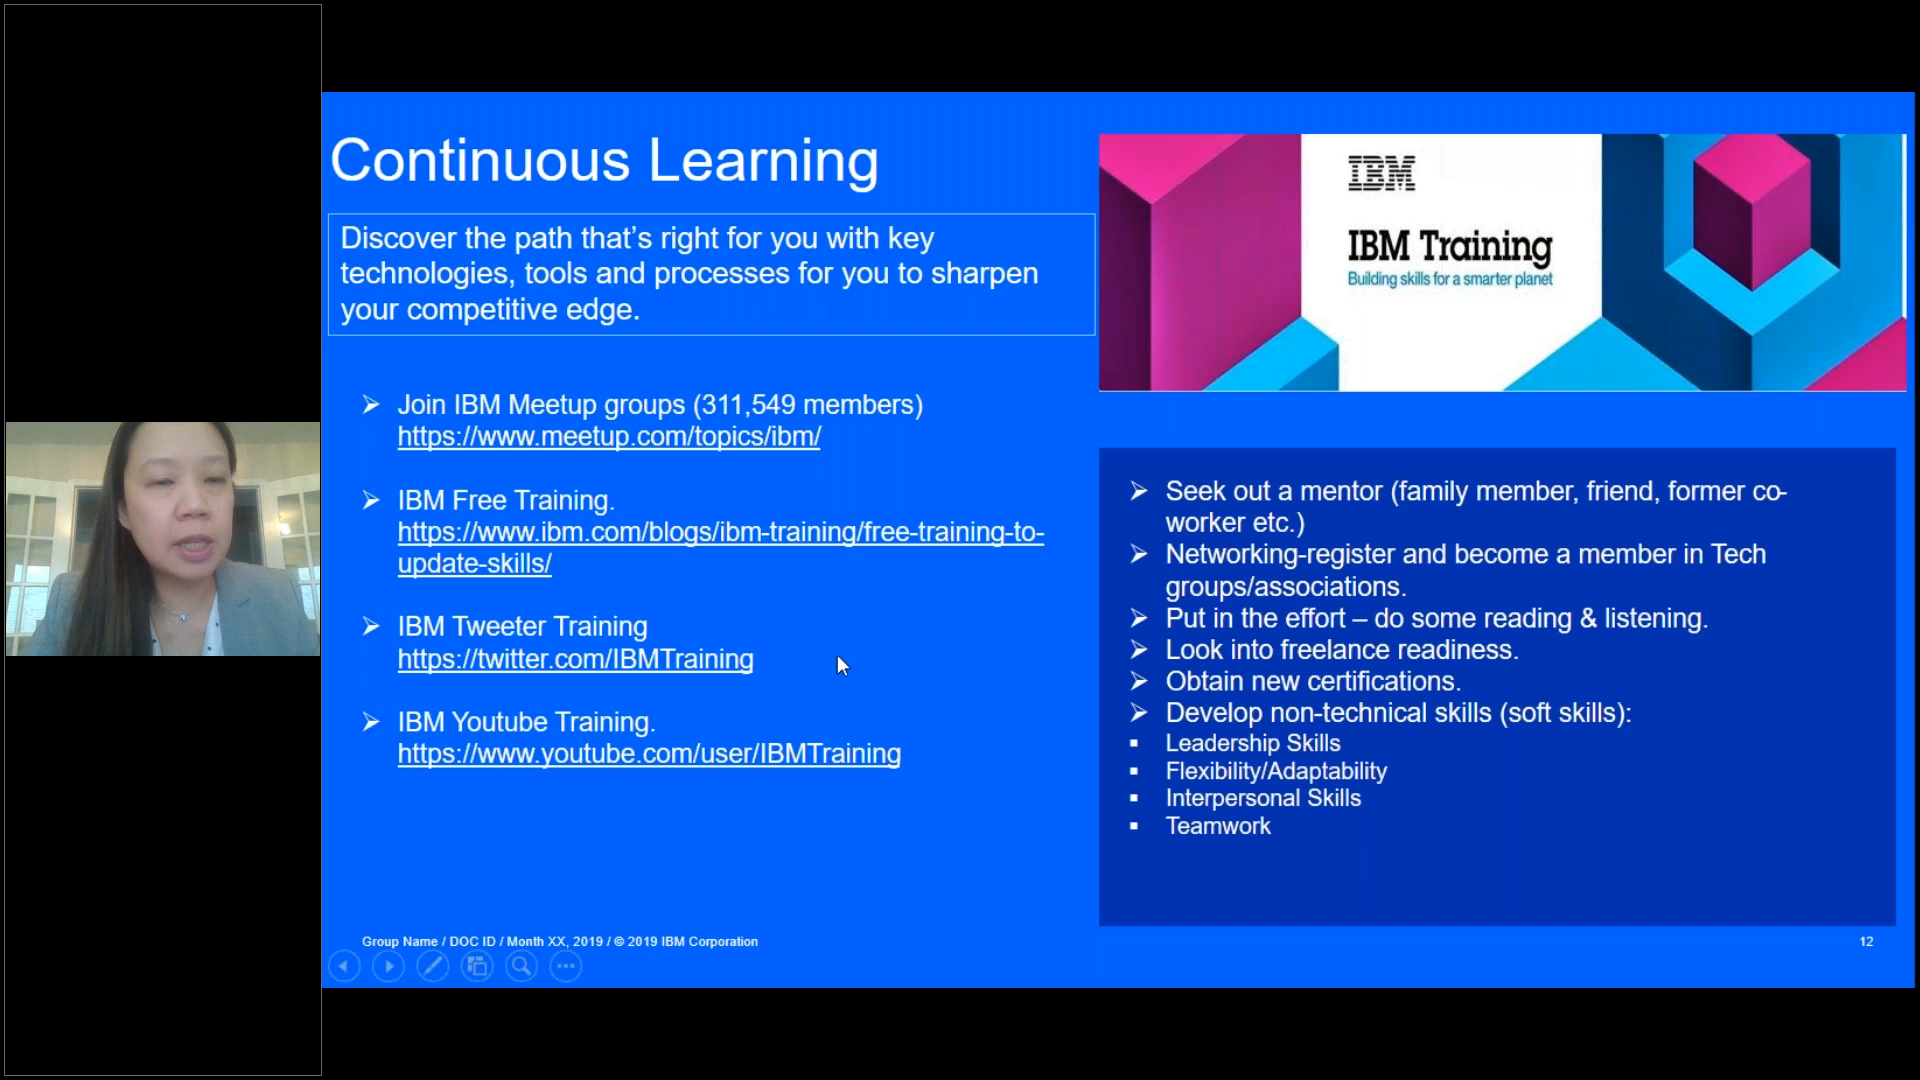 Continuous Learning
Discover the path that’s right for you with key
technologies, tools and processes for you to sharpen
your competitive edge.
➢ Join IBM Meetup groups (311,549 members)
https://www.meetup.com/topics/ibm/
➢ IBM Free Training.
https://www.ibm.com/blogs/ibm-training/free-training-to-
update-skills/
➢ IBM Tweeter Training
https://twitter.com/IBMTraining
➢ IBM Youtube Training.
https://www.youtube.com/user/IBMTraining
IBM
IBM Training
Building skills for a smarter planet
➢ Seek out a mentor (family member, friend, former co-
worker etc.)
➢ Networking-register and become a member in Tech
groups/associations.
➢ Put in the effort – do some reading & listening.
➢ Look into freelance readiness.
➢ Obtain new certifications.
➢ Develop non-technical skills (soft skills):
▪ Leadership Skills
▪ Flexibility/Adaptability
▪ Interpersonal Skills
▪ Teamwork
Group Name / DOC ID / Month XX, 2019 / © 2019 IBM Corporation
12